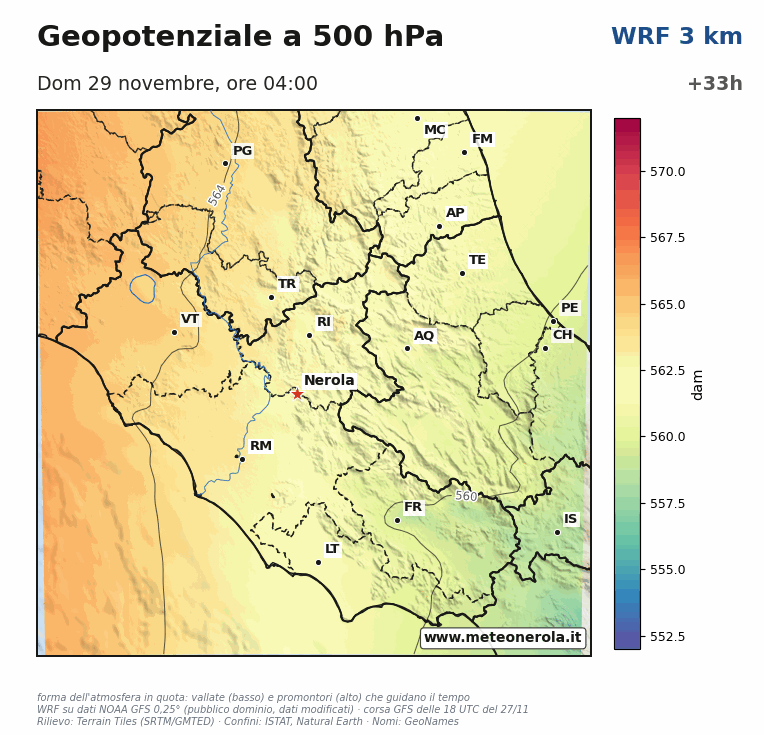 Geopotenziale a 500 hPa
WRF 3 km
Dom 29 novembre, ore 04:00
+33h
MC
FM
PG
564
AP
TE
TR
PE
VT
RI
AQ
CH
Nerola
RM
560
FR
IS
LT
www.meteonerola.it
570.0
567.5
565.0
562.5
560.0
557.5
555.0
552.5
dam
forma dell'atmosfera in quota: vallate (basso) e promontori (alto) che guidano il tempo
WRF su dati NOAA GFS 0,25° (pubblico dominio, dati modificati) · corsa GFS delle 18 UTC del 27/11
Rilievo: Terrain Tiles (SRTM/GMTED) · Confini: ISTAT, Natural Earth · Nomi: GeoNames